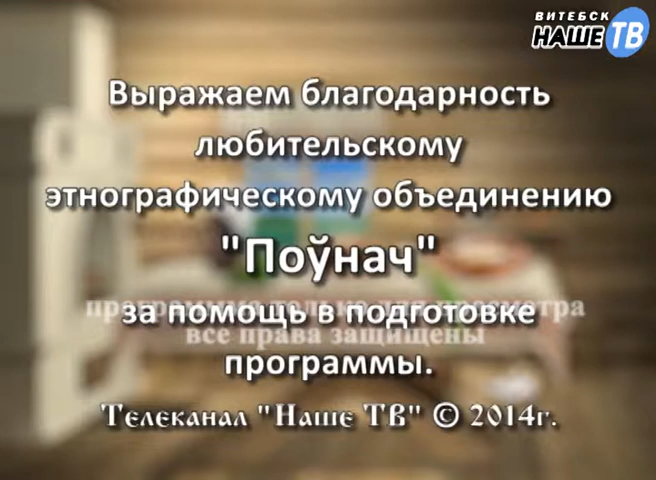 ВИТЕБСК
НАШЕ ТВ
Выражаем благодарность
любительскому
этнографическому объединению
"Поўнач"
программа только для просмотра
за помощь в подготовке
все права защищены
программы.
Телеканал "Наше ТВ" © 2014г.